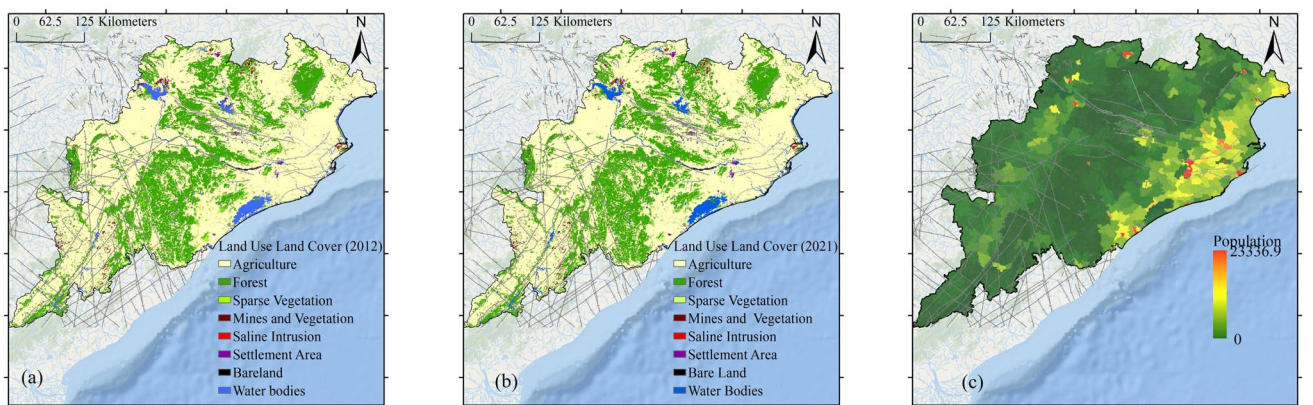 0 62.5 125 Kilometers
N
Land Use Land Cover (2012)
Agriculture
Forest
Sparse Vegetation
Mines and Vegetation
Saline Intrusion
Settlement Area
Bareland
Water bodies
(a)
0 62.5 125 Kilometers
N
Land Use Land Cover (2021)
Agriculture
Forest
Sparse Vegetation
Mines and Vegetation
Saline Intrusion
Settlement Area
Bare Land
Water Bodies
(b)
0 62.5 125 Kilometers
N
Population
23336.9
0
(c)